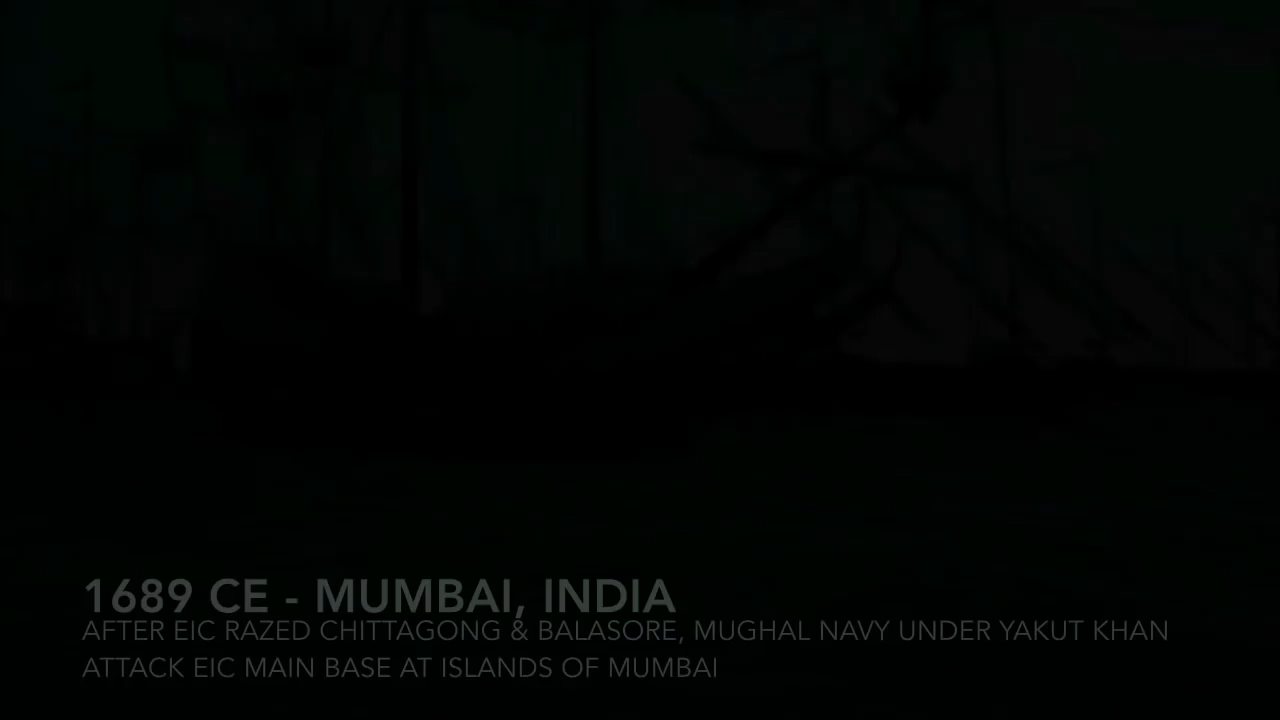 1689 CE - MUMBAI, INDIA
AFTER EIC RAZED CHITTAGONG & BALASORE, MUGHAL NAVY UNDER YAKUT KHAN
ATTACK EIC MAIN BASE AT ISLANDS OF MUMBAI